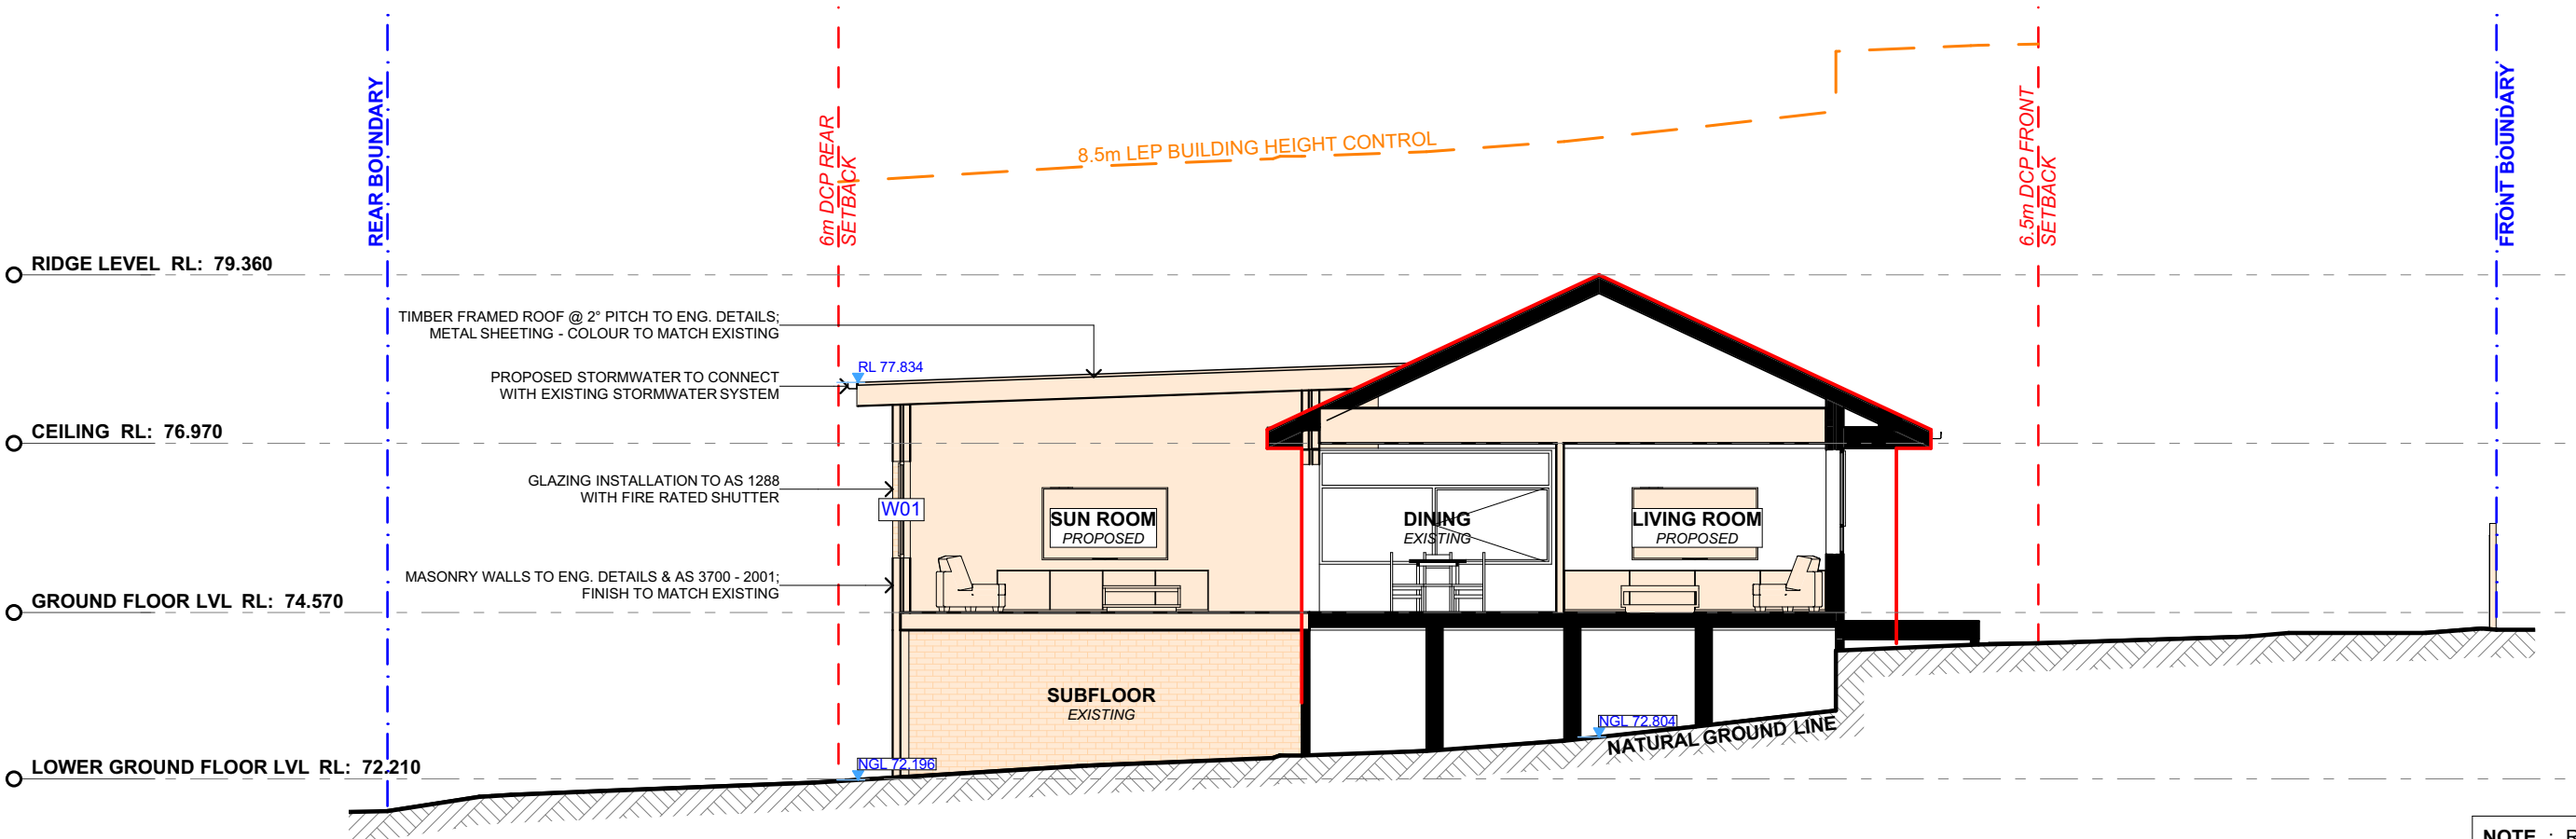 REAR BOUNDARY
6m DCP REAR
SETBACK
8.5m LEP BUILDING HEIGHT CONTROL
6.5m DCP FRONT
SETBACK
FRONT BOUNDARY
RIDGE LEVEL RL: 79.360
TIMBER FRAMED ROOF @ 2° PITCH TO ENG. DETAILS;
METAL SHEETING - COLOUR TO MATCH EXISTING
RL 77.834
PROPOSED STORMWATER TO CONNECT
WITH EXISTING STORMWATER SYSTEM
CEILING RL: 76.970
GLAZING INSTALLATION TO AS 1288
WITH FIRE RATED SHUTTER
W01
SUN ROOM
PROPOSED
DINING
EXISTING
LIVING ROOM
PROPOSED
MASONRY WALLS TO ENG. DETAILS & AS 3700 - 2001;
FINISH TO MATCH EXISTING
GROUND FLOOR LVL RL: 74.570
SUBFLOOR
EXISTING
NGL 72.804
NATURAL GROUND LINE
LOWER GROUND FLOOR LVL RL: 72.210
NGL 72.196
NOTE :